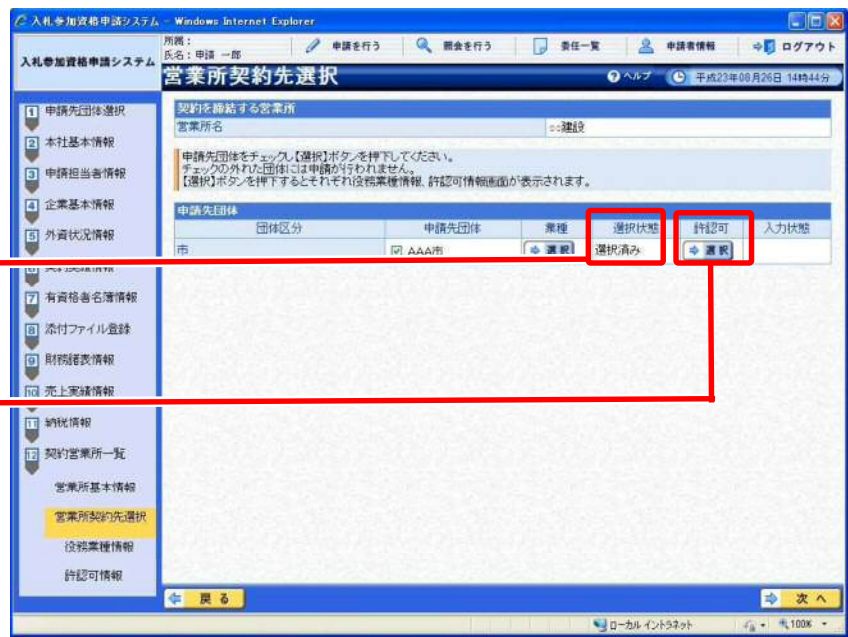 入札参加資格申請システム - Windows Internet Explorer
入札参加資格申請システム
所属：
氏名：申請 一郎
申請を行う
照会を行う
委任一覧
申請者情報
ログアウト
営業所契約先選択
ヘルプ
平成23年08月26日 14時44分
1 申請先団体選択
2 本社基本情報
3 申請担当者情報
4 企業基本情報
5 外資状況情報
7 有資格者名簿情報
8 添付ファイル登録
9 財務諸表情報
10 売上実績情報
11 納税情報
12 契約営業所一覧
営業所基本情報
営業所契約先選択
役務業種情報
許認可情報
契約を締結する営業所
営業所名 ○○建設
申請先団体をチェックし【選択】ボタンを押下してください。
チェックの外れた団体には申請が行われません。
【選択】ボタンを押下するとそれぞれ役務業種情報、許認可情報画面が表示されます。
申請先団体
団体区分 申請先団体 業種 選択状態 許認可 入力状態
市 AAA市 選択 選択済み 選択
戻る
次へ
ローカル イントラネット
100%